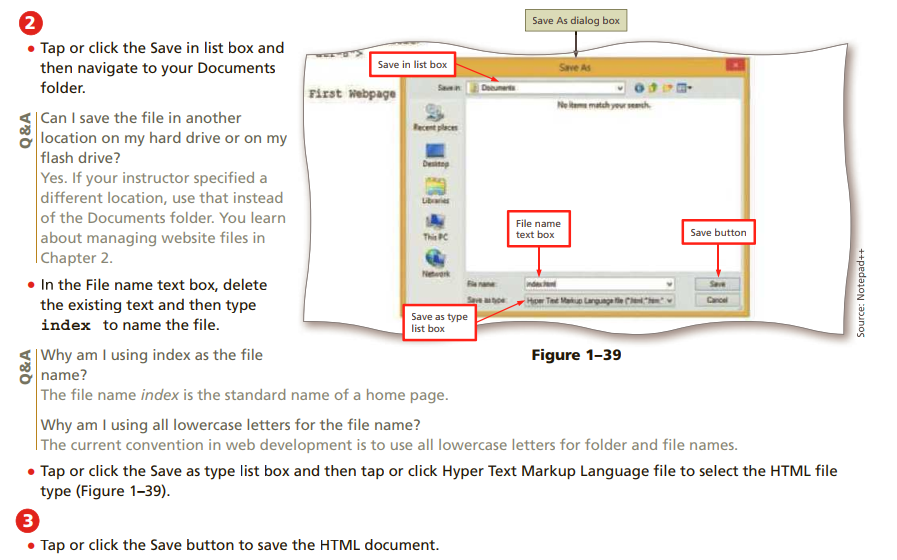 2
• Tap or click the Save in list box and
then navigate to your Documents
folder.
Q&A
Can I save the file in another
location on my hard drive or on my
flash drive?
Yes. If your instructor specified a
different location, use that instead
of the Documents folder. You learn
about managing website files in
Chapter 2.
• In the File name text box, delete
the existing text and then type
index to name the file.
Save As dialog box
Save in list box
First Webpage
Save As
Save in:
Documents
No items match your search.
Recent places
Desktop
Libraries
This PC
Network
File name
text box
Save button
File name:
index.html
Save
Save as type:
Hyper Text Markup Language file (*.html;*.htm;*
Cancel
Save as type
list box
Source: Notepad++
Figure 1–39
Q&A
Why am I using index as the file
name?
The file name index is the standard name of a home page.
Why am I using all lowercase letters for the file name?
The current convention in web development is to use all lowercase letters for folder and file names.
• Tap or click the Save as type list box and then tap or click Hyper Text Markup Language file to select the HTML file
type (Figure 1–39).
3
• Tap or click the Save button to save the HTML document.